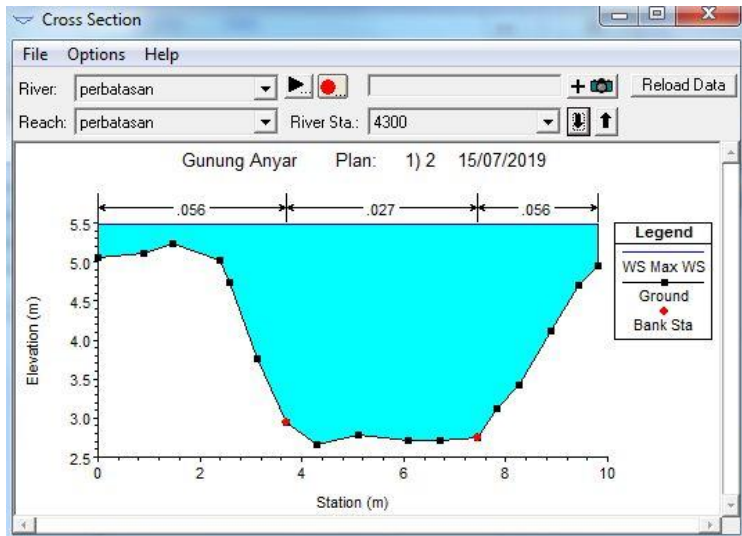 Cross Section
File Options Help
River: perbatasan Reload Data
Reach: perbatasan River Sta.: 4300
Gunung Anyar Plan: 1) 2 15/07/2019
.056 .027 .056
Legend
WS Max WS
Ground
Bank Sta
5.5
5.0
4.5
4.0
3.5
3.0
2.5
Elevation (m)
0 2 4 6 8 10
Station (m)